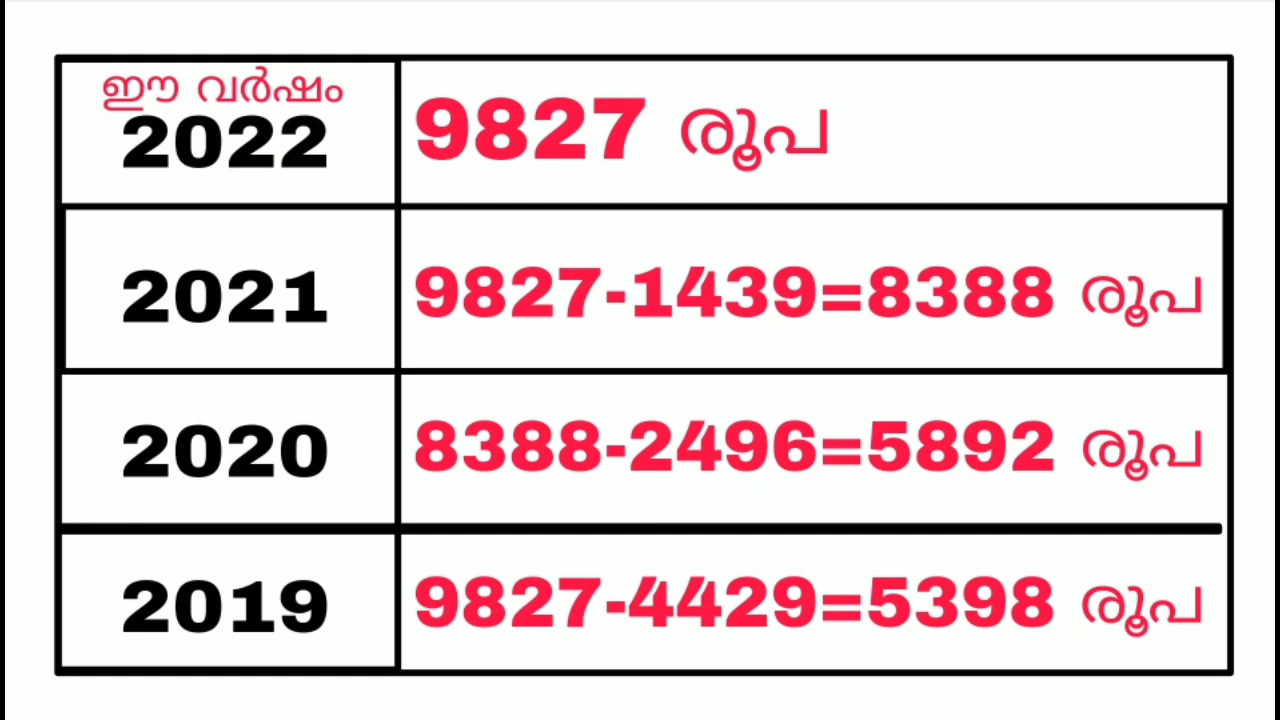 ഈ വർഷം
2022
9827 രൂപ
2021
9827-1439=8388 രൂപ
2020
8388-2496=5892 രൂപ
2019
9827-4429=5398 രൂപ